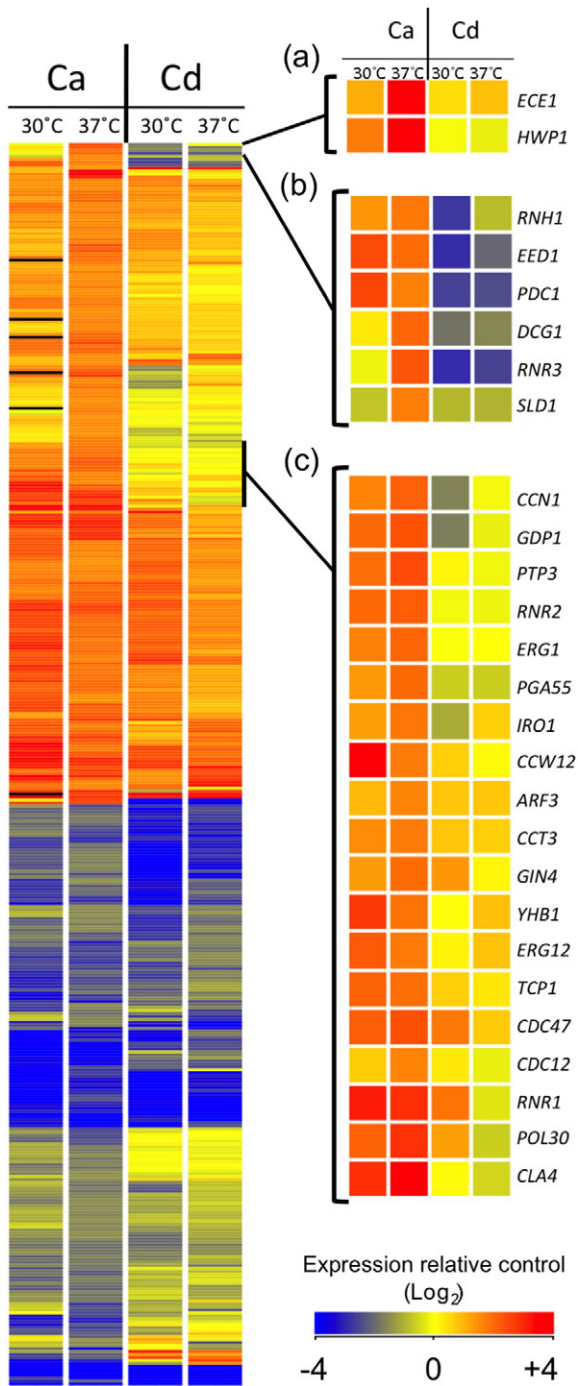 Ca Cd
30°C 37°C 30°C 37°C
(a)
Ca Cd
30°C 37°C 30°C 37°C
ECE1
HWP1
(b)
RNH1
EED1
PDC1
DCG1
RNR3
SLD1
(c)
CCN1
GDP1
PTP3
RNR2
ERG1
PGA55
IRO1
CCW12
ARF3
CCT3
GIN4
YHB1
ERG12
TCP1
CDC47
CDC12
RNR1
POL30
CLA4
Expression relative control
(Log2)
-4 0 +4